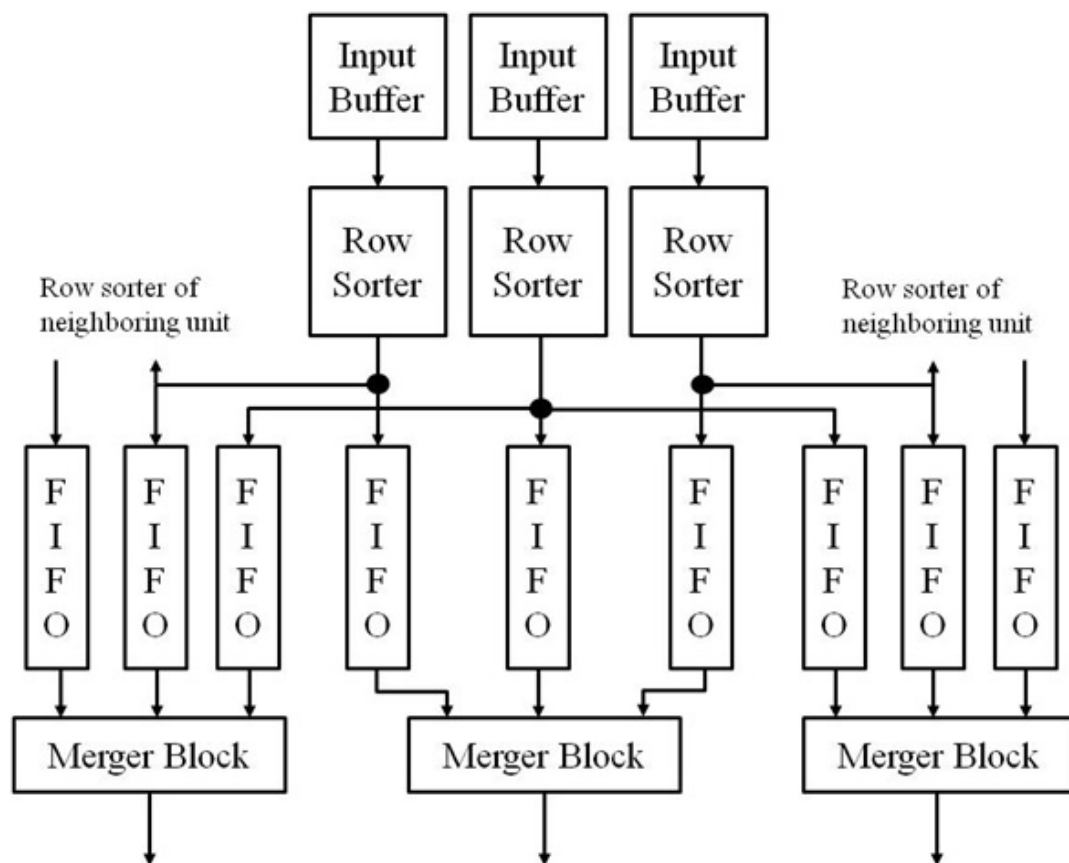 Input
Buffer
Input
Buffer
Input
Buffer
Row
Sorter
Row
Sorter
Row
Sorter
Row sorter of
neighboring unit
Row sorter of
neighboring unit
F
I
F
O
F
I
F
O
F
I
F
O
F
I
F
O
F
I
F
O
F
I
F
O
F
I
F
O
F
I
F
O
F
I
F
O
Merger Block
Merger Block
Merger Block